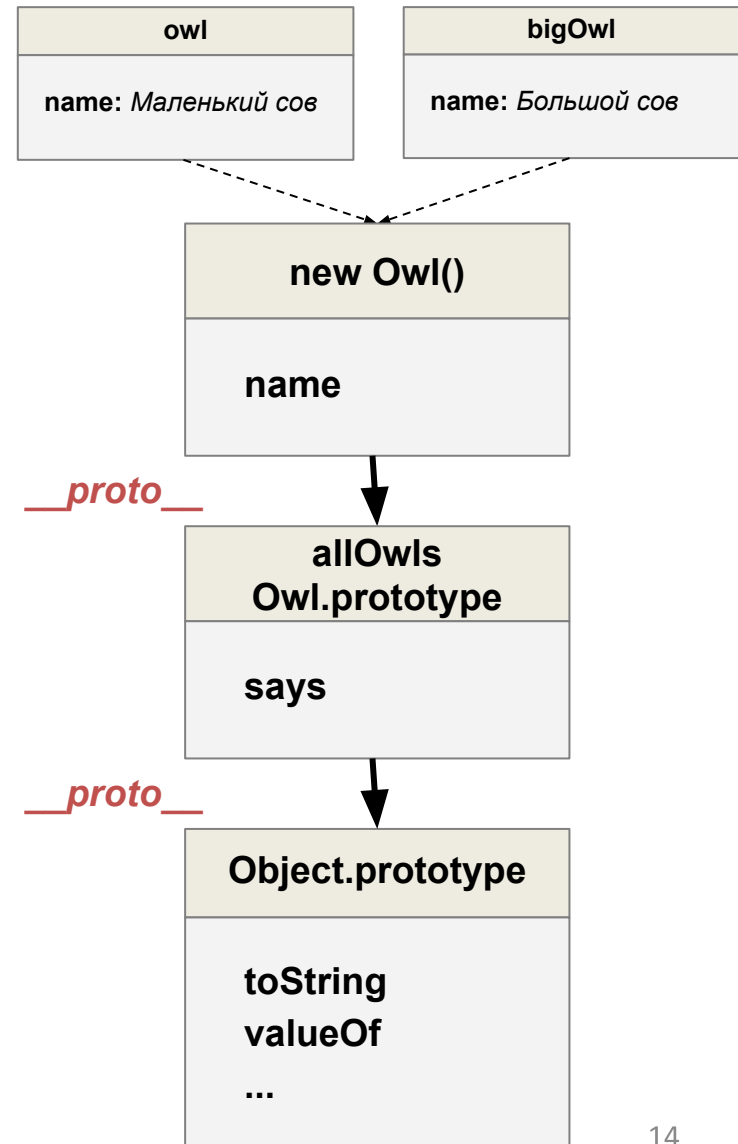 owl
bigOwl
name: Маленький сов
name: Большой сов
new Owl()
name
__proto__
allOwls
Owl.prototype
says
__proto__
Object.prototype
toString
valueOf
...
14